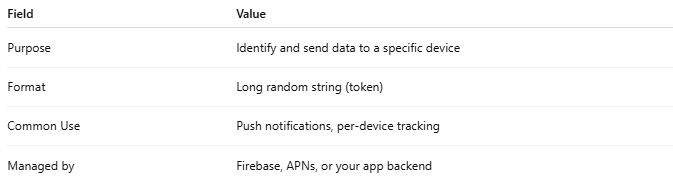 Field Value
Purpose Identify and send data to a specific device
Format Long random string (token)
Common Use Push notifications, per-device tracking
Managed by Firebase, APNs, or your app backend